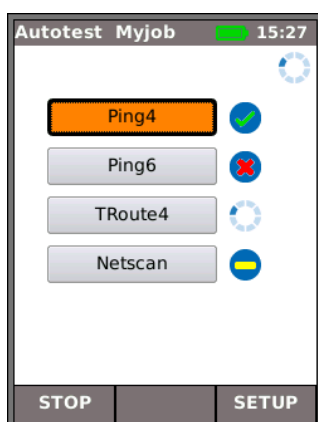 Autotest Myjob 15:27
Ping4
Ping6
TRoute4
Netscan
STOP SETUP